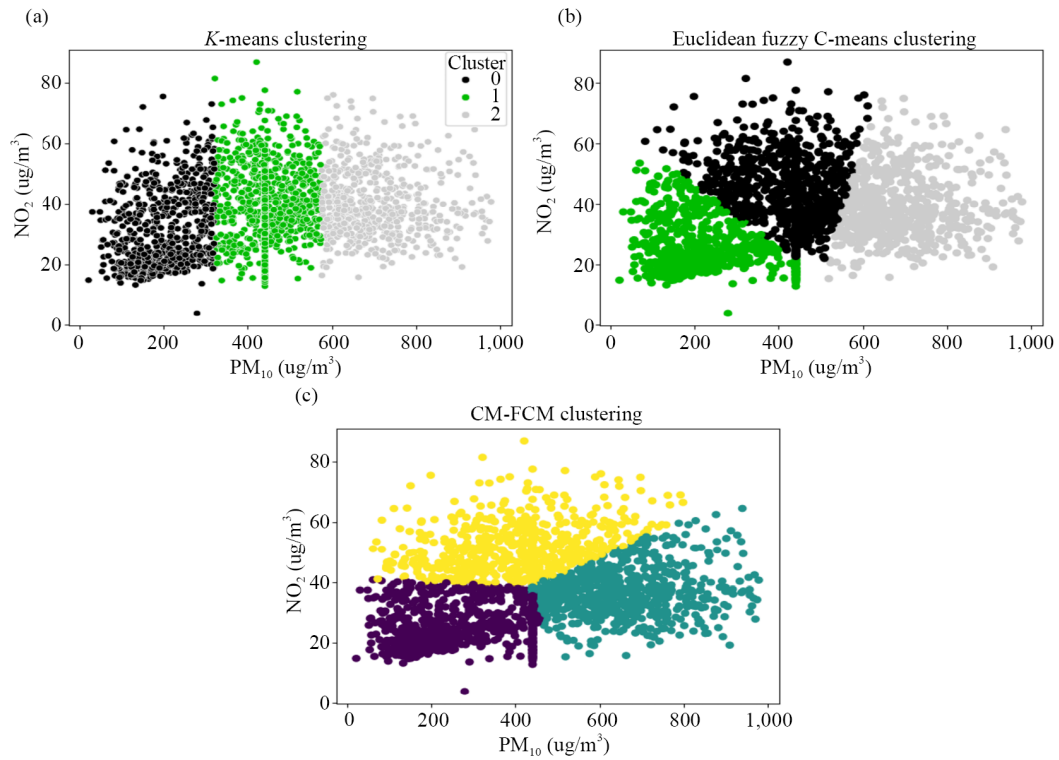 (a)
K-means clustering
Cluster
0
1
2
80
60
40
20
0
NO₂ (ug/m³)
0
200
400
600
800
1,000
PM₁₀ (ug/m³)
(b)
Euclidean fuzzy C-means clustering
80
60
40
20
0
NO₂ (ug/m³)
0
200
400
600
800
1,000
PM₁₀ (ug/m³)
(c)
CM-FCM clustering
80
60
40
20
0
NO₂ (ug/m³)
0
200
400
600
800
1,000
PM₁₀ (ug/m³)